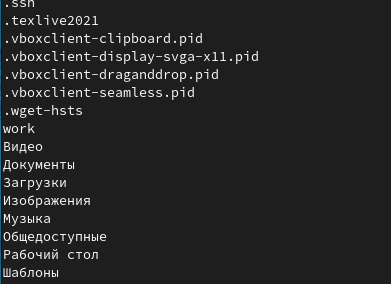 .ssh
.texlive2021
.vboxclient-clipboard.pid
.vboxclient-display-svga-x11.pid
.vboxclient-draganddrop.pid
.vboxclient-seamless.pid
.wget-hsts
work
Видео
Документы
Загрузки
Изображения
Музыка
Общедоступные
Рабочий стол
Шаблоны